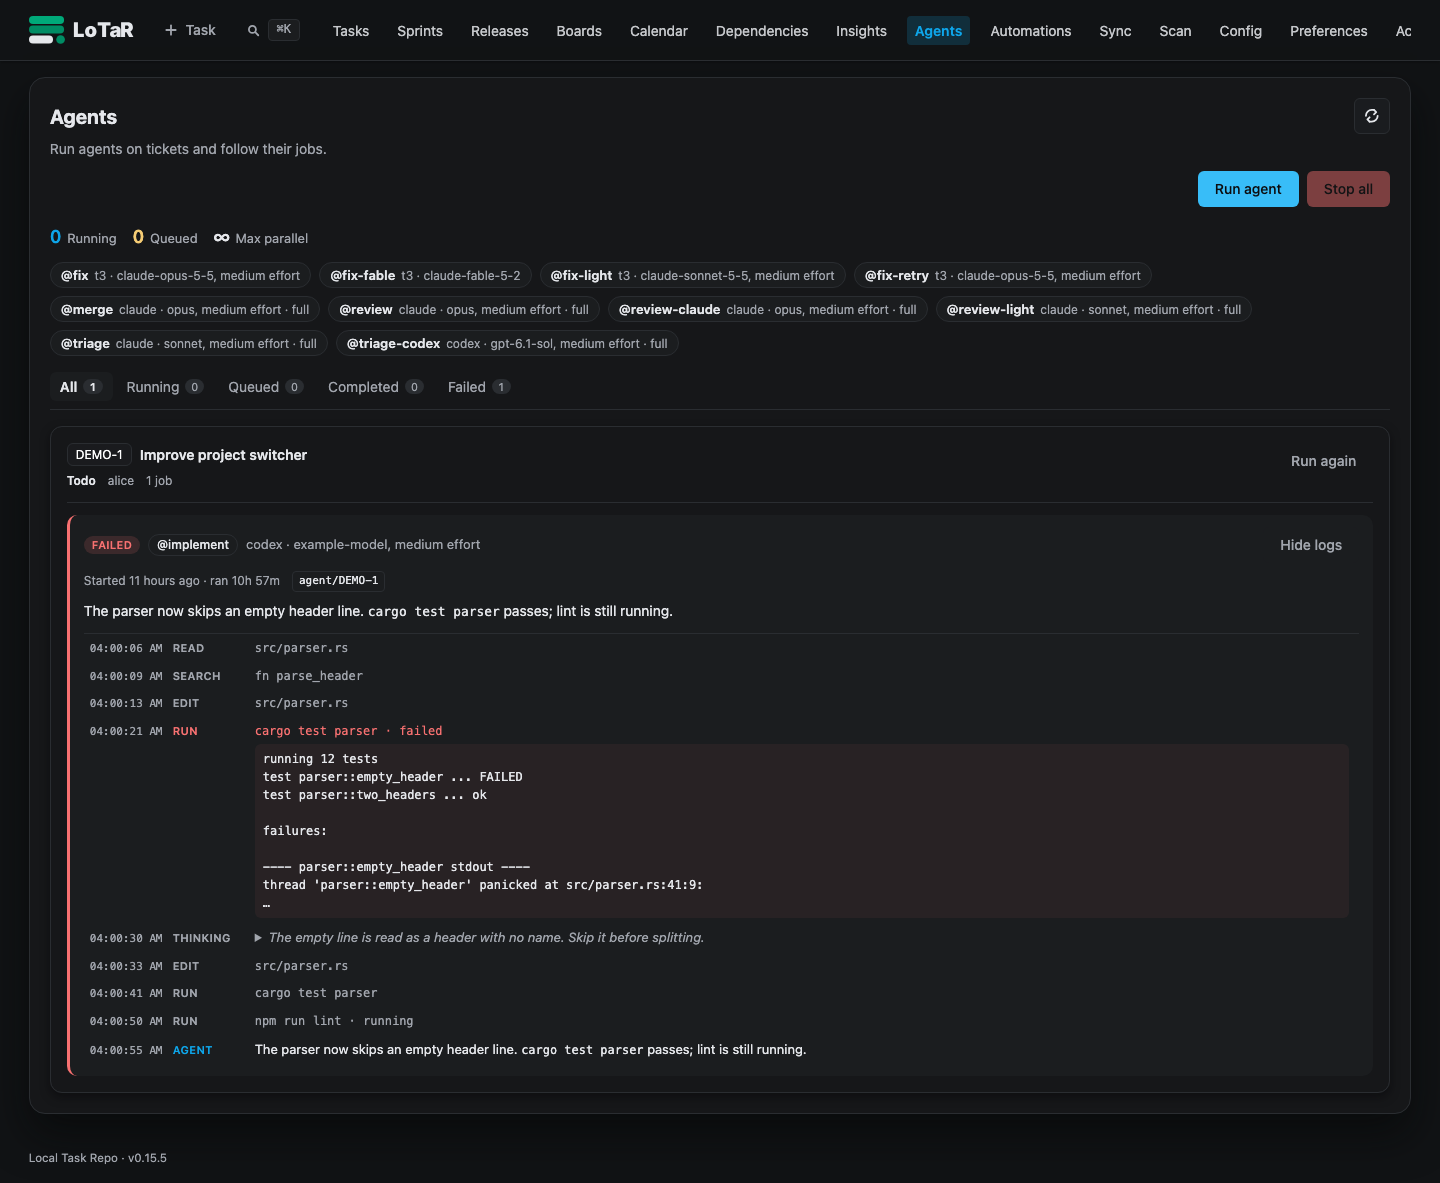 LoTaR
+ Task
⌘K
Tasks Sprints Releases Boards Calendar Dependencies Insights Agents Automations Sync Scan Config Preferences Ac
Agents
Run agents on tickets and follow their jobs.
Run agent Stop all
0 Running 0 Queued ∞ Max parallel
@fix t3 · claude-opus-5-5, medium effort @fix-fable t3 · claude-fable-5-2 @fix-light t3 · claude-sonnet-5-5, medium effort @fix-retry t3 · claude-opus-5-5, medium effort
@merge claude · opus, medium effort · full @review claude · opus, medium effort · full @review-claude claude · opus, medium effort · full @review-light claude · sonnet, medium effort · full
@triage claude · sonnet, medium effort · full @triage-codex codex · gpt-6.1-sol, medium effort · full
All 1 Running 0 Queued 0 Completed 0 Failed 1
DEMO-1 Improve project switcher
Run again
Todo alice 1 job
FAILED @implement codex · example-model, medium effort
Hide logs
Started 11 hours ago · ran 10h 57m agent/DEMO-1
The parser now skips an empty header line. cargo test parser passes; lint is still running.
04:00:06 AM READ src/parser.rs
04:00:09 AM SEARCH fn parse_header
04:00:13 AM EDIT src/parser.rs
04:00:21 AM RUN cargo test parser · failed
running 12 tests
test parser::empty_header ... FAILED
test parser::two_headers ... ok
failures:
---- parser::empty_header stdout ----
thread 'parser::empty_header' panicked at src/parser.rs:41:9:
…
04:00:30 AM THINKING ▶ The empty line is read as a header with no name. Skip it before splitting.
04:00:33 AM EDIT src/parser.rs
04:00:41 AM RUN cargo test parser
04:00:50 AM RUN npm run lint · running
04:00:55 AM AGENT The parser now skips an empty header line. cargo test parser passes; lint is still running.
Local Task Repo · v0.15.5